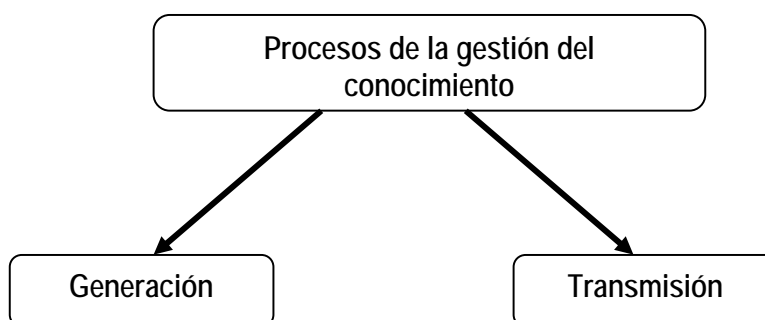 Procesos de la gestión del
conocimiento
Generación
Transmisión